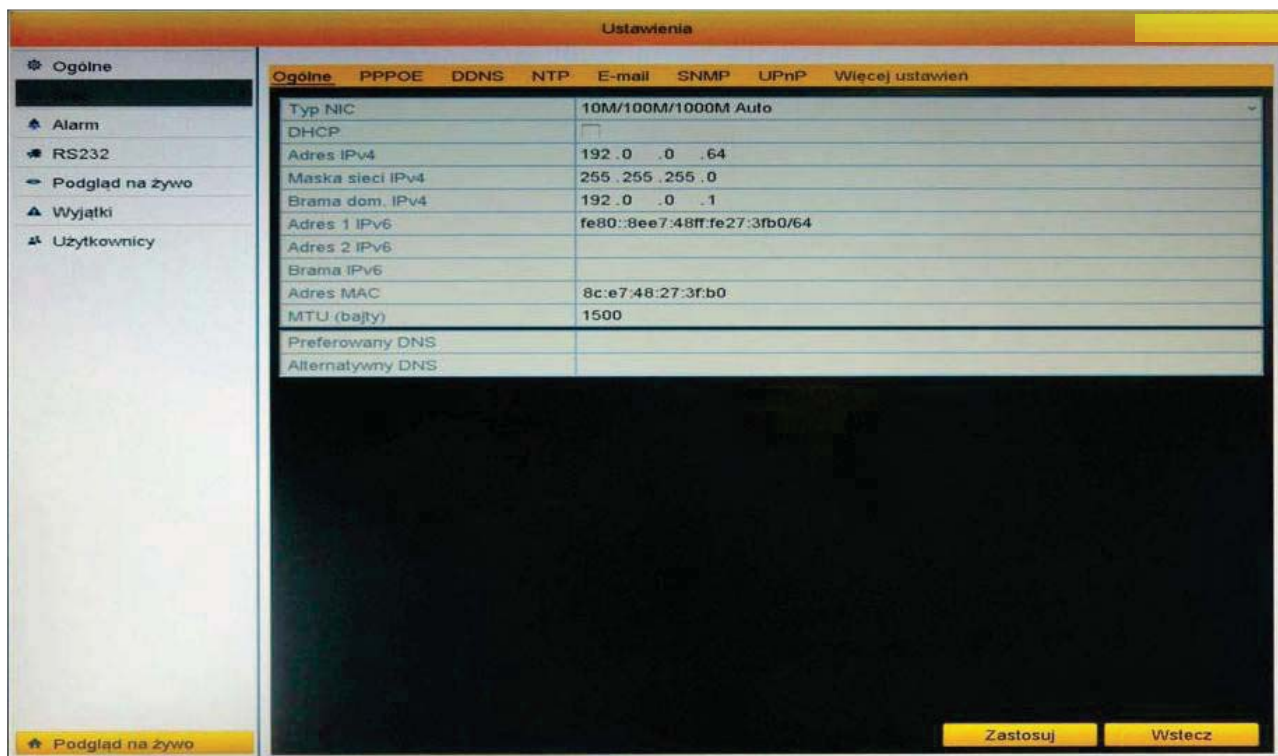 Ustawienia
Ogólne
Alarm
RS232
Podgląd na żywo
Wyjątki
Użytkownicy
Ogólne PPPOE DDNS NTP E-mail SNMP UPnP Więcej ustawień
Typ NIC 10M/100M/1000M Auto
DHCP
Adres IPv4 192 .0 .0 .64
Maska sieci IPv4 255 .255 .255 .0
Brama dom. IPv4 192 .0 .0 .1
Adres 1 IPv6 fe80::8ee7:48ff:fe27:3fb0/64
Adres 2 IPv6
Brama IPv6
Adres MAC 8c:e7:48:27:3f:b0
MTU (bajty) 1500
Preferowany DNS
Alternatywny DNS
Zastosuj Wstecz
Podgląd na żywo